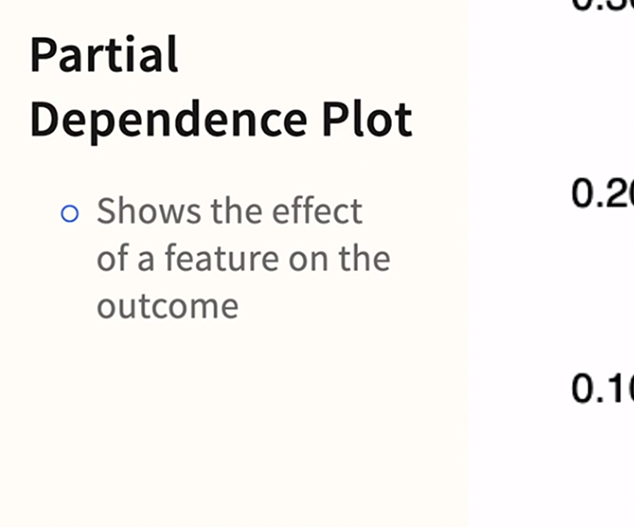 Partial
Dependence Plot
Shows the effect
of a feature on the
outcome